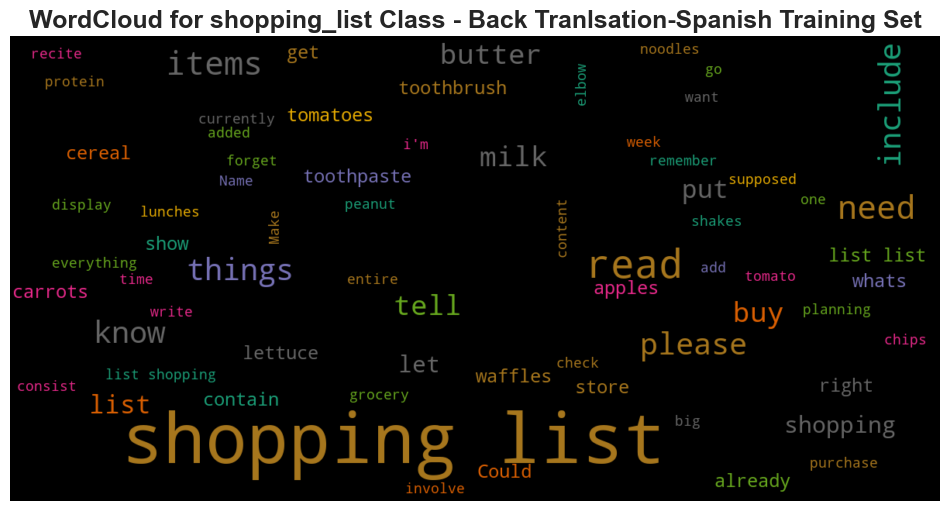 WordCloud for shopping_list Class - Back Tranlsation-Spanish Training Set
recite
items
get
butter
noodles
include
protein
toothbrush
elbow
go
want
currently
tomatoes
added
cereal
forget
i'm
milk
week
remember
Name
toothpaste
put
supposed
display
lunches
peanut
one
need
Make
content
shakes
show
list list
everything
things
time
entire
read
add
tomato
whats
carrots
apples
write
tell
buy
planning
know
please
chips
lettuce
let
check
consist
list shopping
waffles
store
right
list
contain
grocery
shopping list
big
shopping
Could
purchase
involve
already